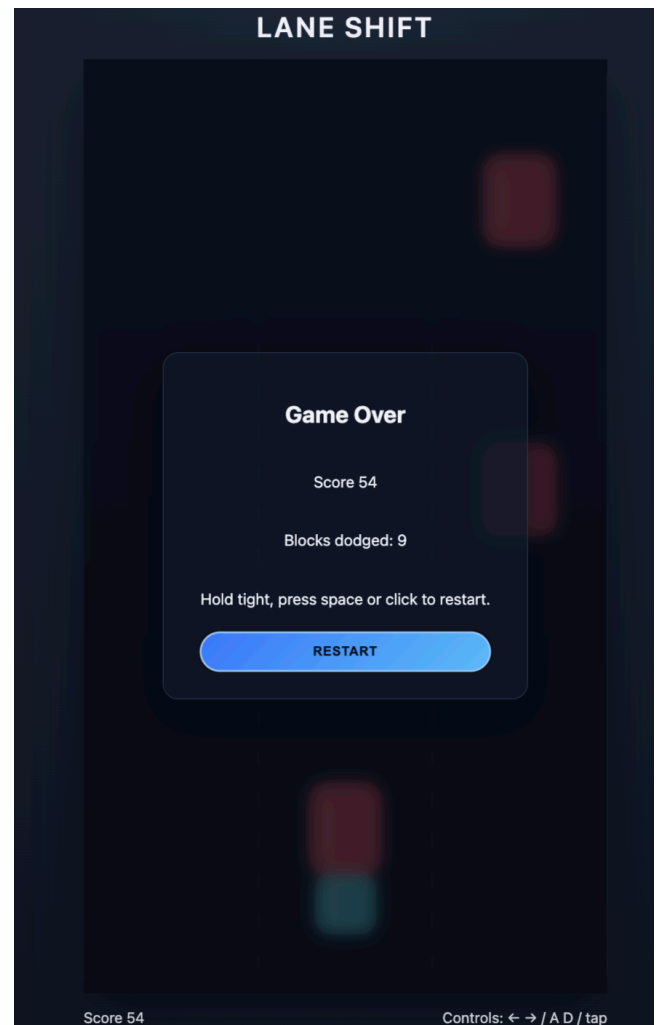 LANE SHIFT
Game Over
Score 54
Blocks dodged: 9
Hold tight, press space or click to restart.
RESTART
Score 54
Controls: ← → / A D / tap